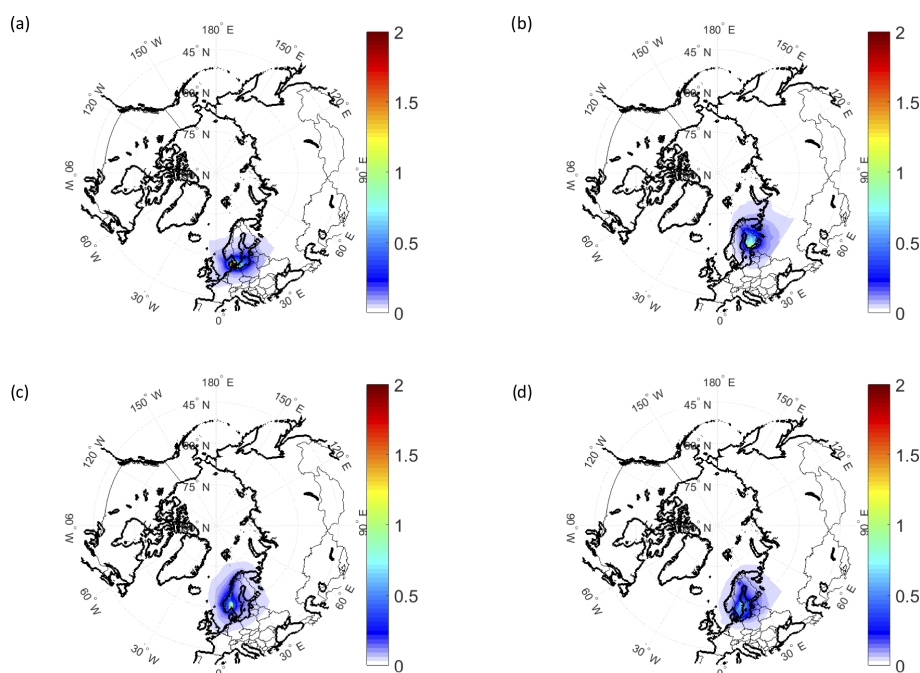 (a)
180° E
150° W
45° N
150° E
120° W
60° N
120° E
75° N
90° W
N
90° E
60° W
60° E
30° W
30° E
0°
2
1.5
1
0.5
0
(b)
180° E
150° W
45° N
150° E
120° W
60° N
120° E
75° N
90° W
N
90° E
60° W
60° E
30° W
30° E
0°
2
1.5
1
0.5
0
(c)
180° E
150° W
45° N
150° E
120° W
60° N
120° E
75° N
90° W
N
90° E
60° W
60° E
30° W
30° E
0°
2
1.5
1
0.5
0
(d)
180° E
150° W
45° N
150° E
120° W
60° N
120° E
75° N
90° W
N
90° E
60° W
60° E
30° W
30° E
0°
2
1.5
1
0.5
0